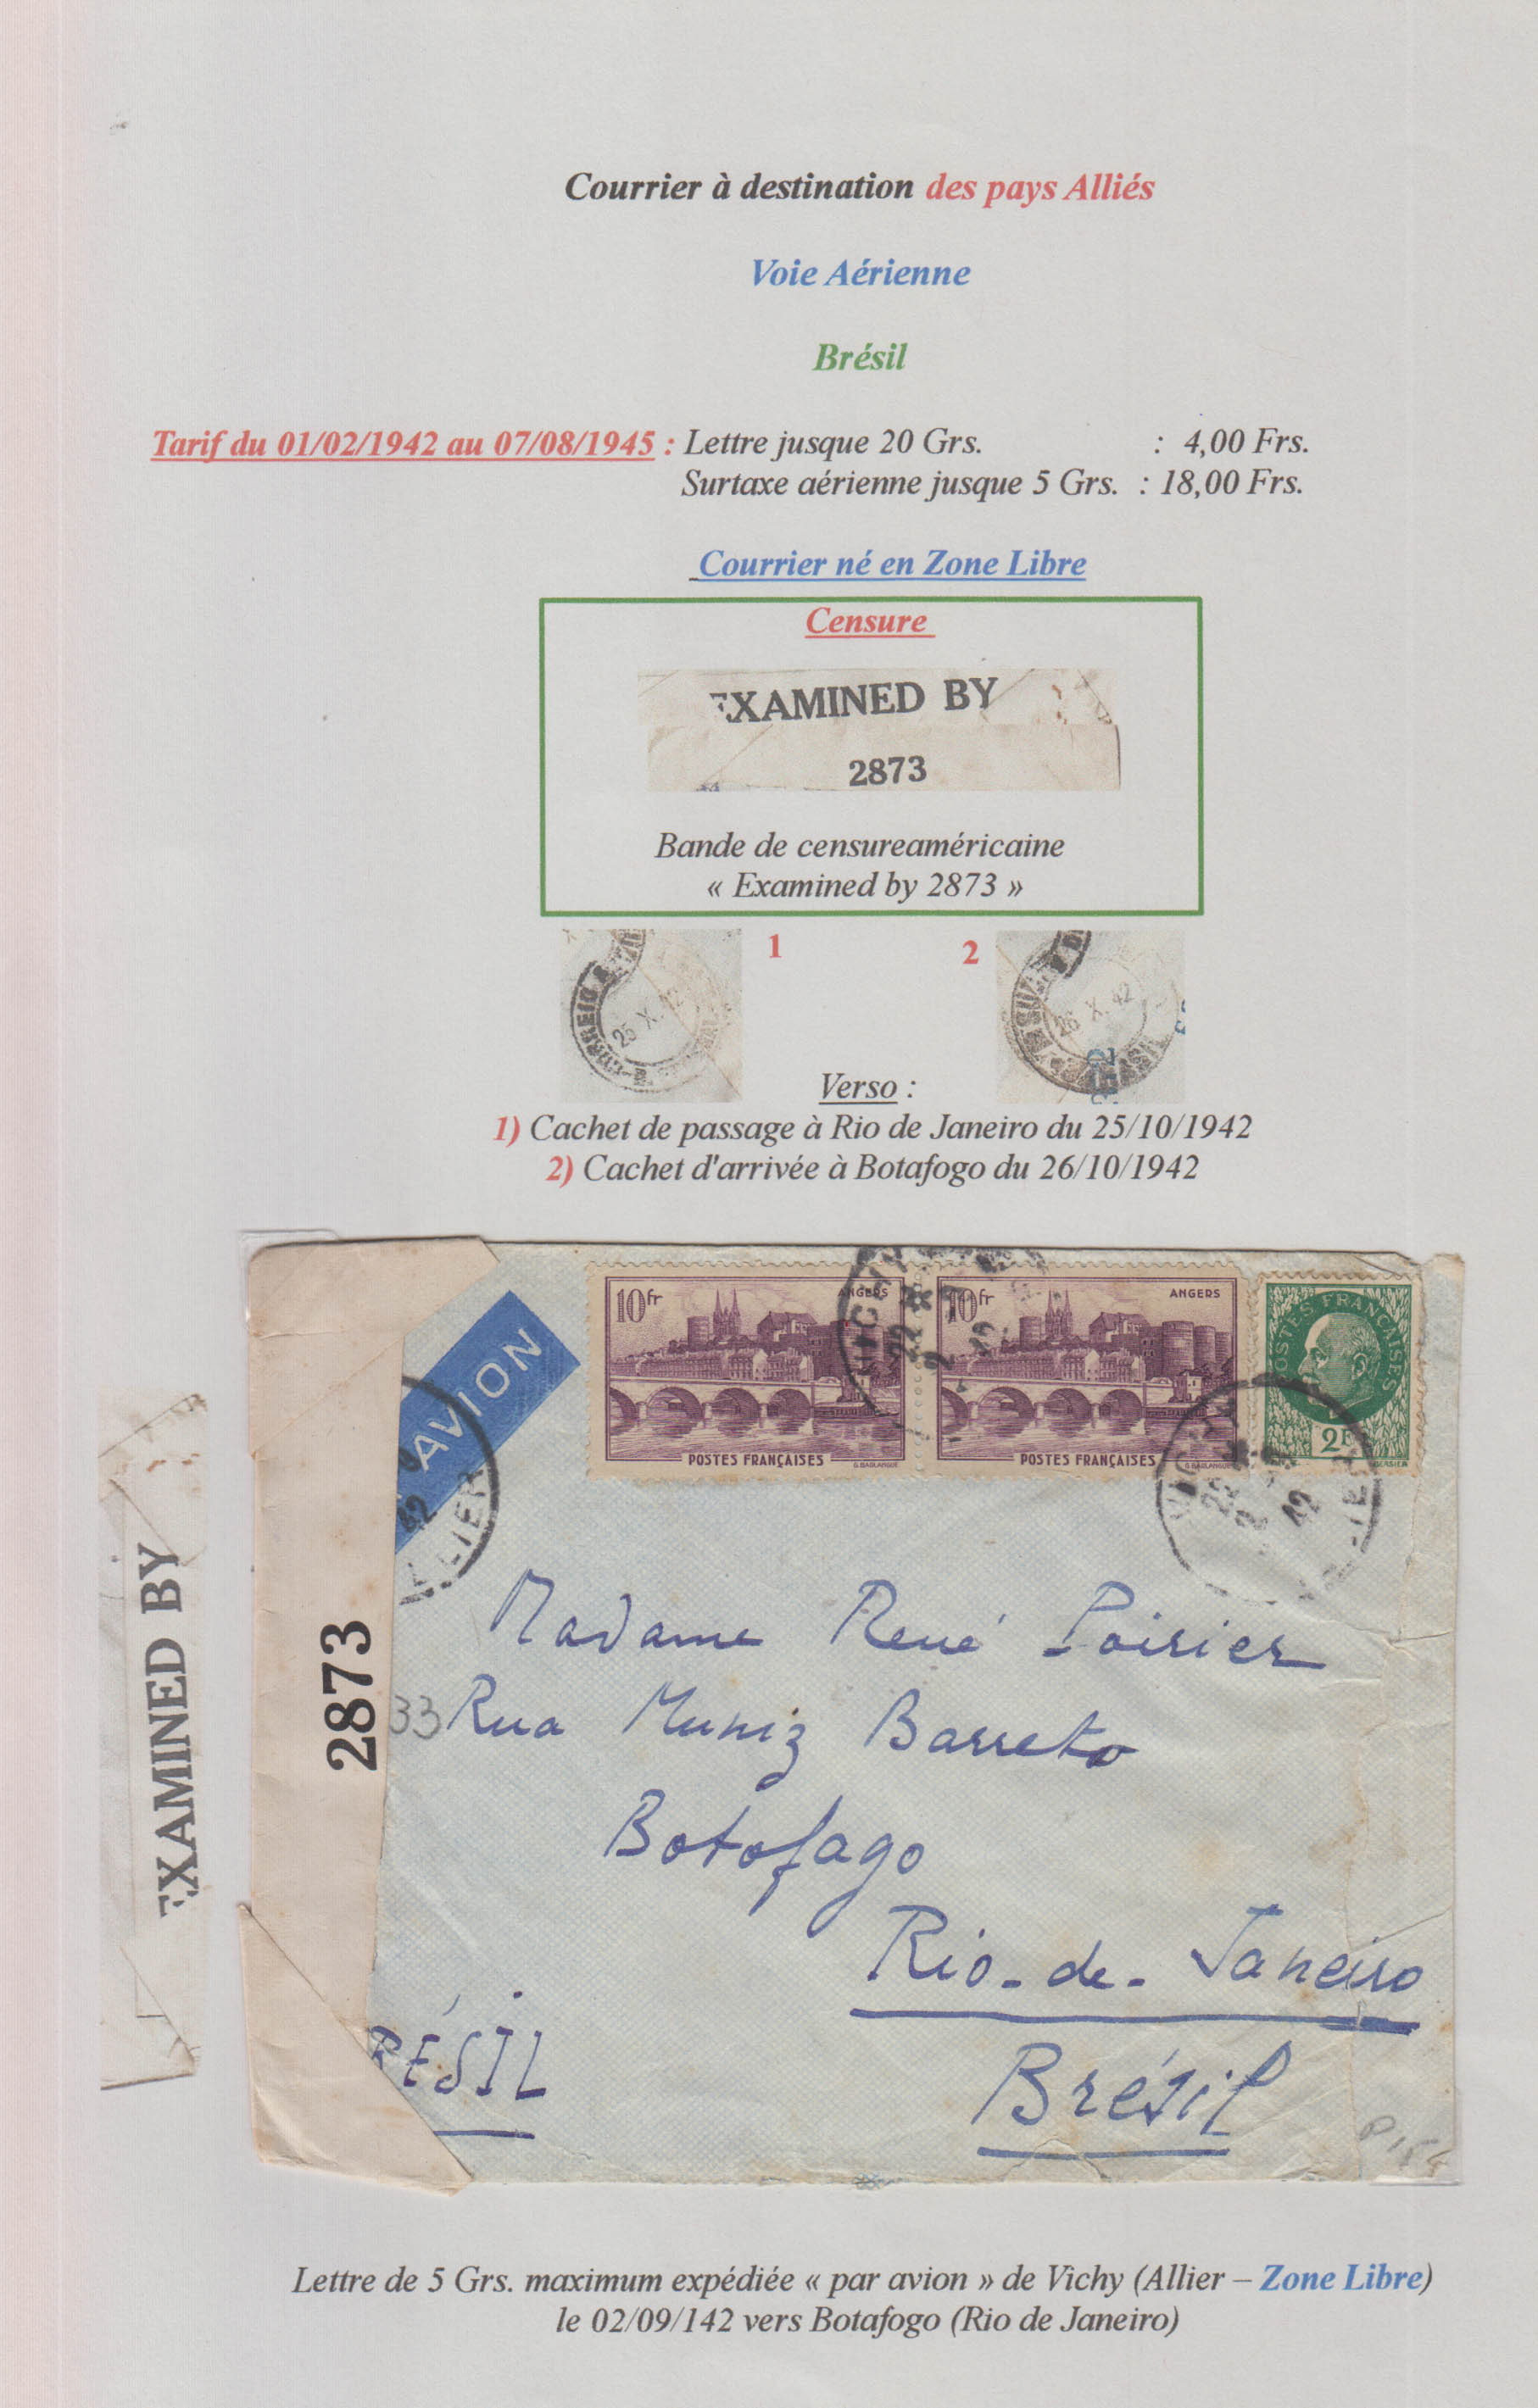 Courrier à destination des pays Alliés
Voie Aérienne
Brésil
Tarif du 01/02/1942 au 07/08/1945 : Lettre jusque 20 Grs. : 4,00 Frs.
Surtaxe aérienne jusque 5 Grs. : 18,00 Frs.
Courrier né en Zone Libre
Censure
EXAMINED BY
2873
Bande de censureaméricaine
« Examined by 2873 »
1
2
25 X. 42
26 X. 42
Verso :
1) Cachet de passage à Rio de Janeiro du 25/10/1942
2) Cachet d'arrivée à Botafogo du 26/10/1942
10fr ANGERS
POSTES FRANÇAISES
10fr ANGERS
POSTES FRANÇAISES
POSTES FRANÇAISES
2F
AVION
EXAMINED BY
2873
Madame René Poirier
33 Rua Muniz Barreto
Botofago
Rio-de-Janeiro
Brésil
RÉSIL
Lettre de 5 Grs. maximum expédiée « par avion » de Vichy (Allier – Zone Libre)
le 02/09/142 vers Botafogo (Rio de Janeiro)